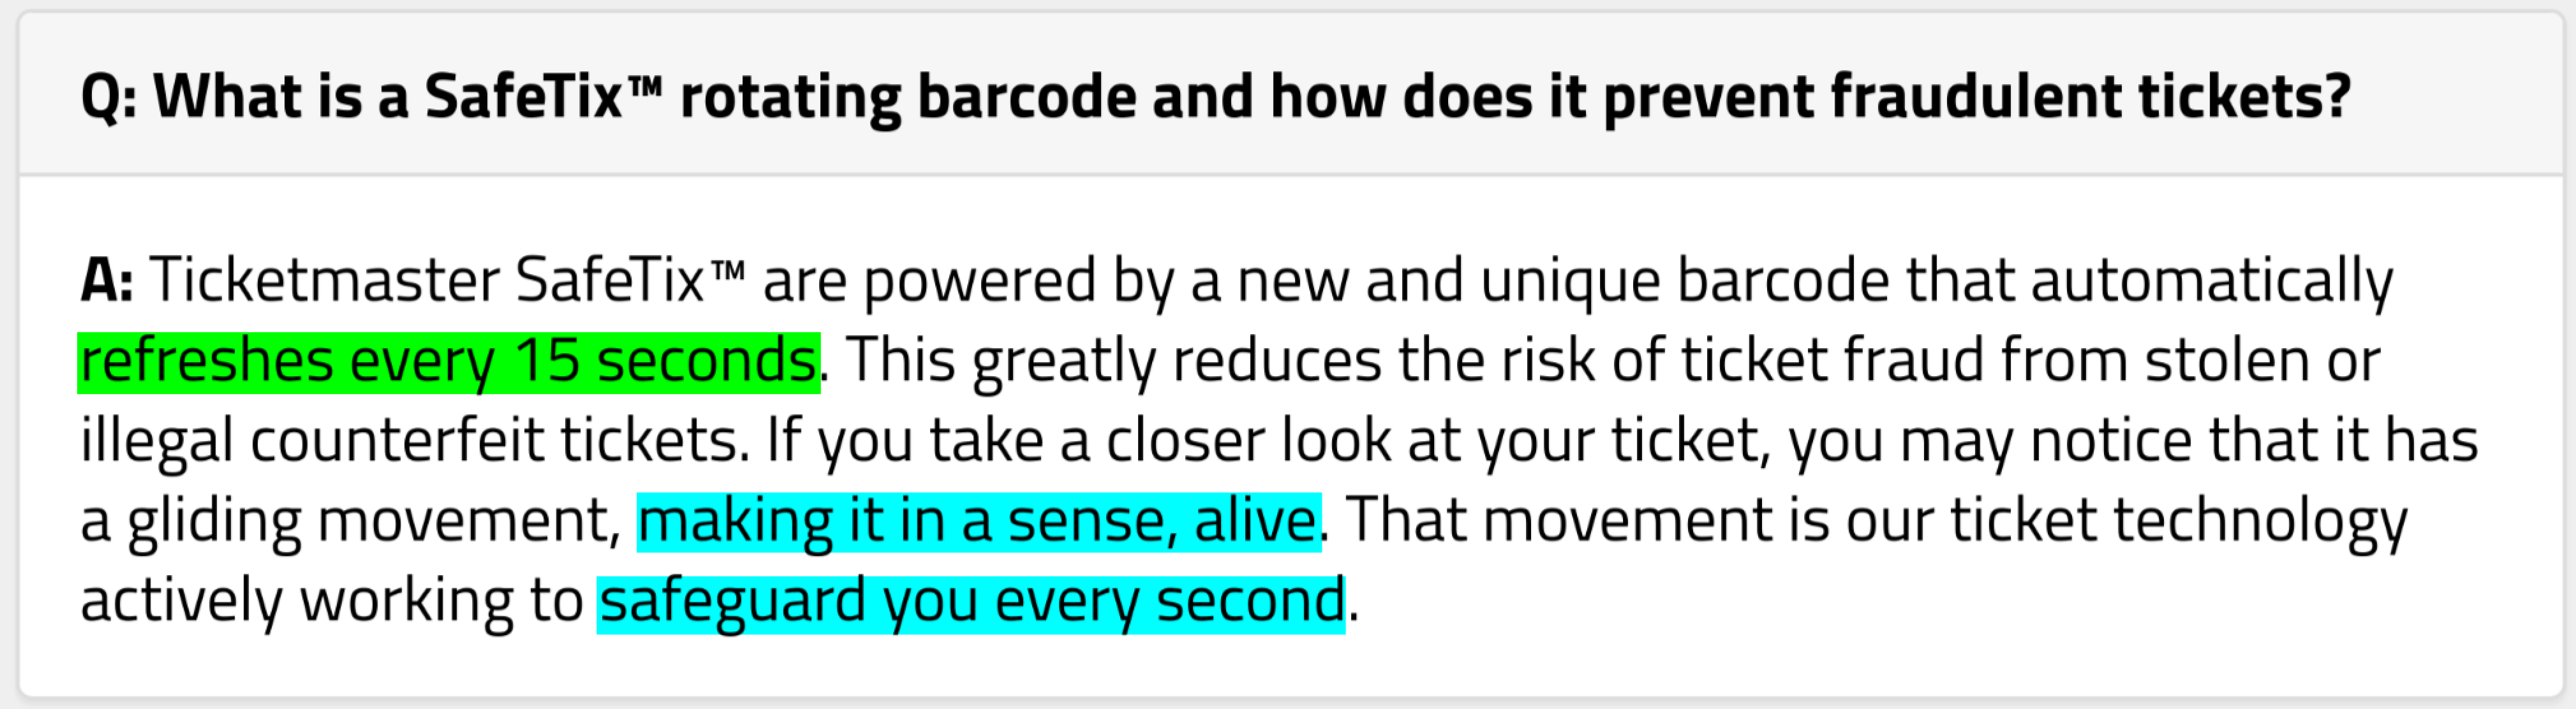 Q: What is a SafeTix™ rotating barcode and how does it prevent fraudulent tickets?
A: Ticketmaster SafeTix™ are powered by a new and unique barcode that automatically
refreshes every 15 seconds. This greatly reduces the risk of ticket fraud from stolen or
illegal counterfeit tickets. If you take a closer look at your ticket, you may notice that it has
a gliding movement, making it in a sense, alive. That movement is our ticket technology
actively working to safeguard you every second.